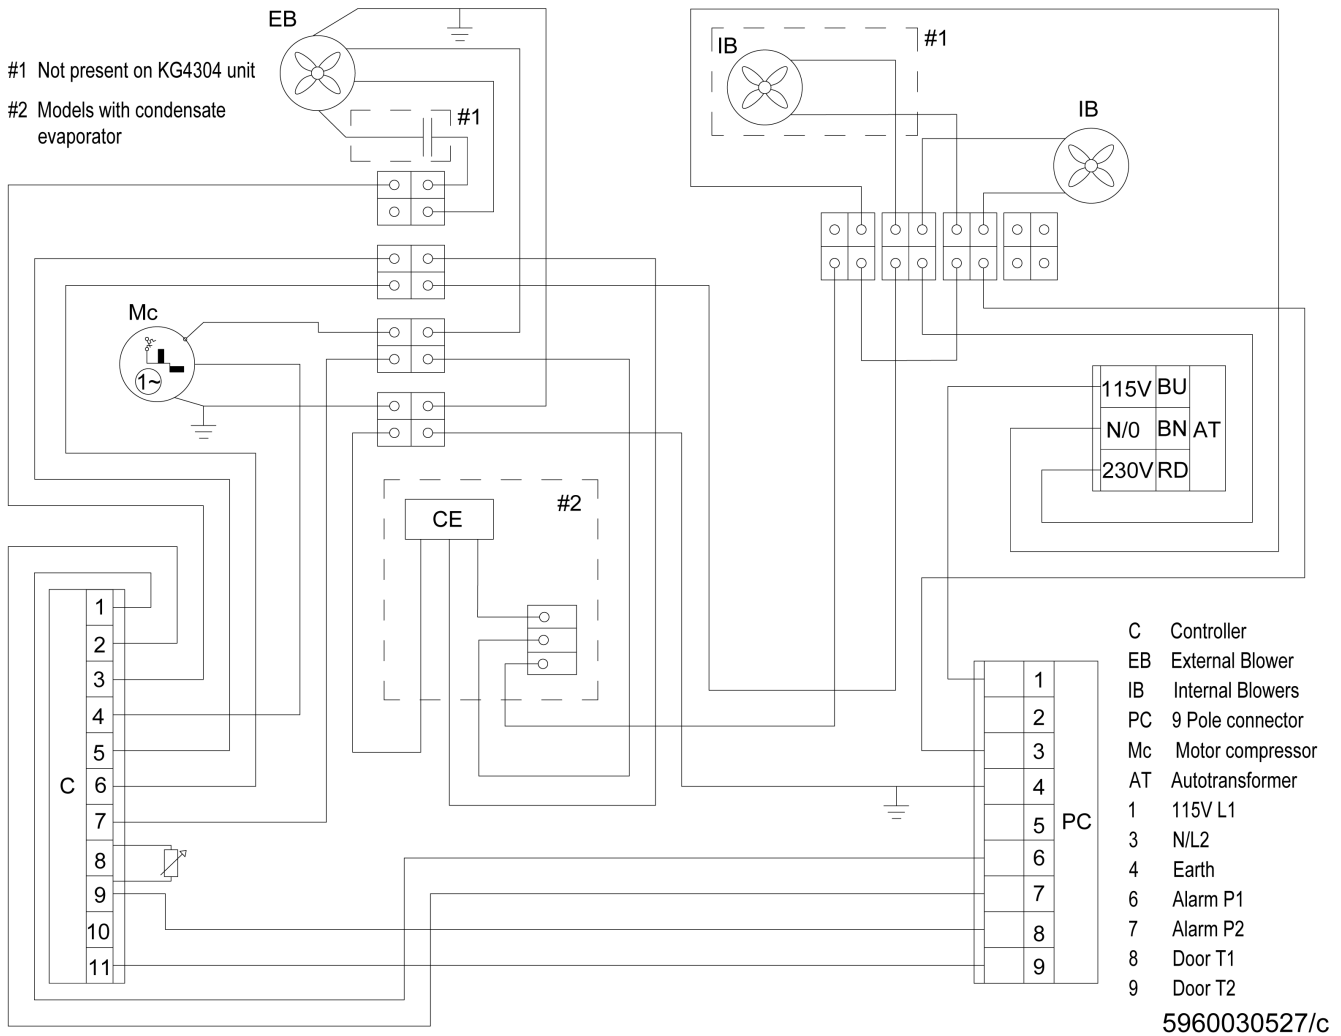 EB
#1 Not present on KG4304 unit
#2 Models with condensate
evaporator
#1
IB
#1
IB
Mc
1~
115V BU
N/0 BN AT
230V RD
#2
CE
C
1
2
3
4
5
6
7
8
9
10
11
1
2
3
4
5
6
7
8
9
PC
C Controller
EB External Blower
IB Internal Blowers
PC 9 Pole connector
Mc Motor compressor
AT Autotransformer
1 115V L1
3 N/L2
4 Earth
6 Alarm P1
7 Alarm P2
8 Door T1
9 Door T2
5960030527/c